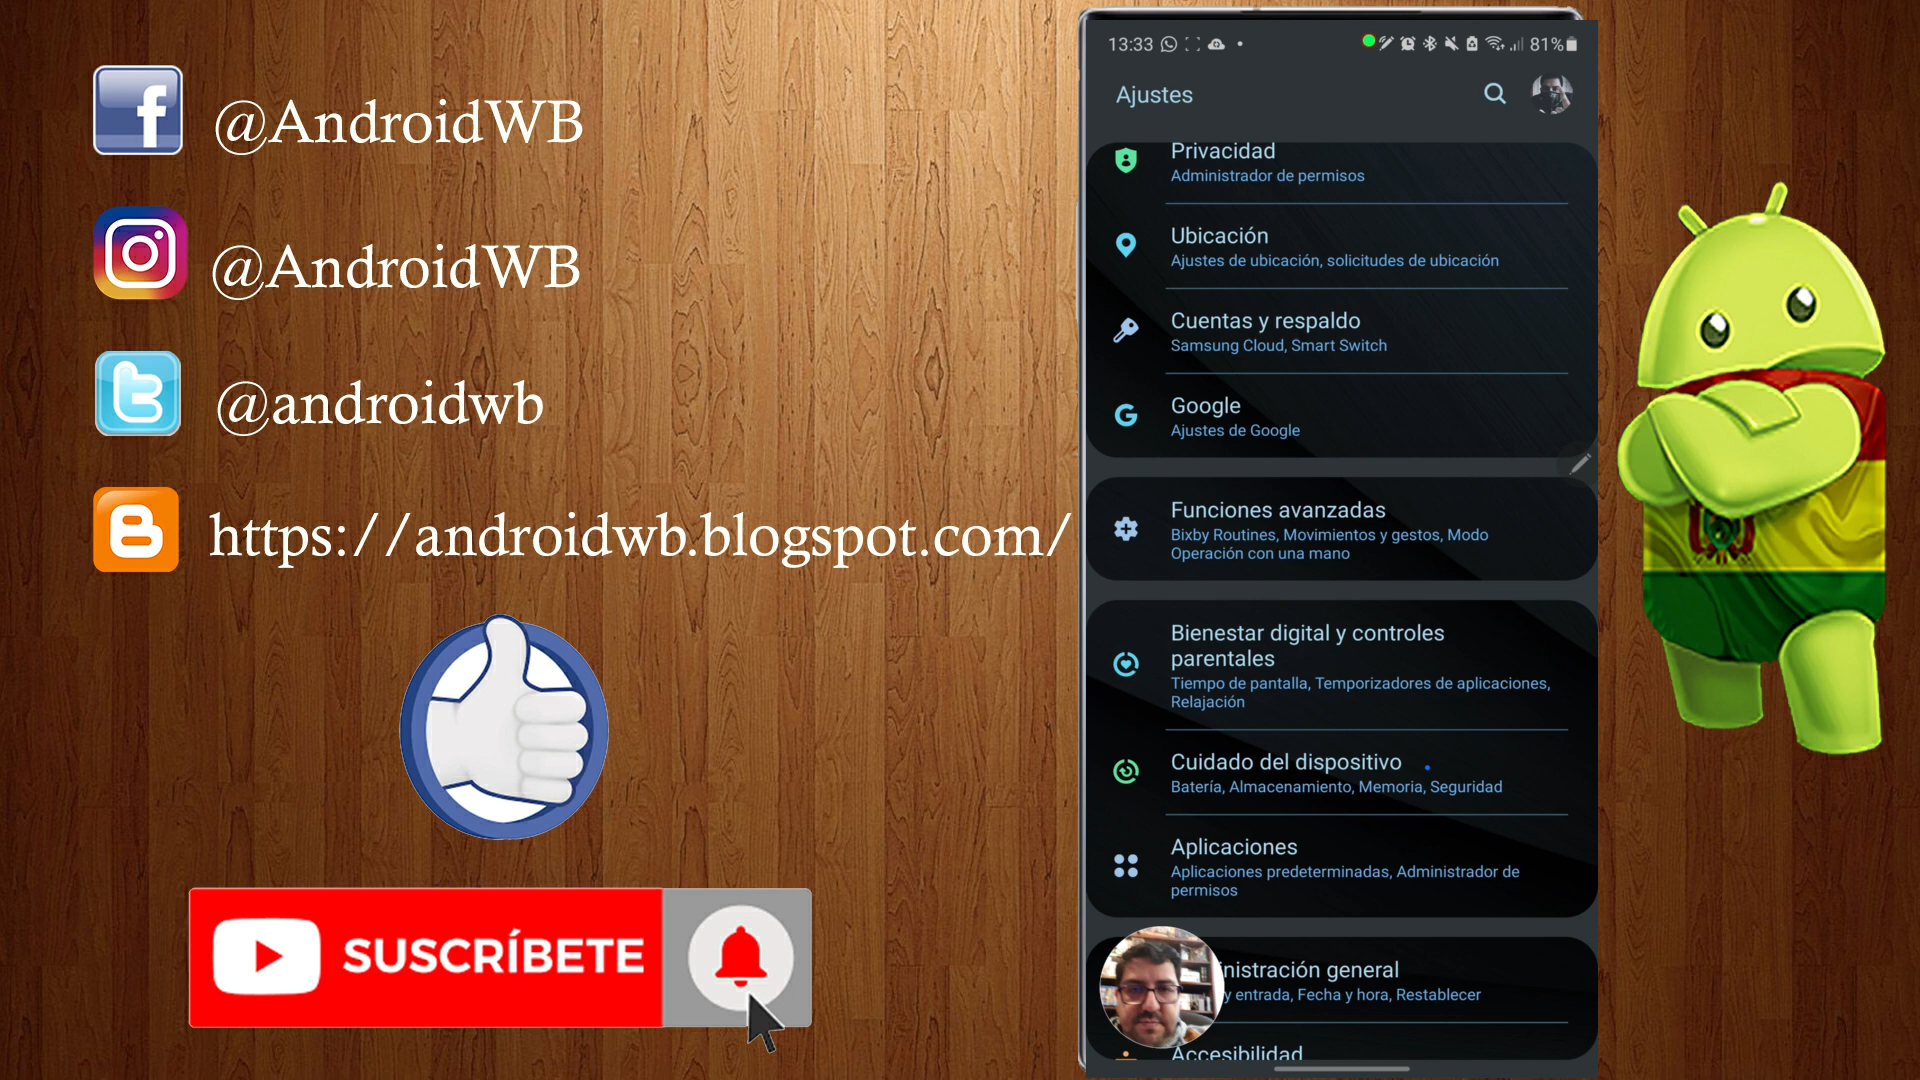 @AndroidWB
@AndroidWB
@androidwb
https://androidwb.blogspot.com/
SUSCRÍBETE
13:33
81%
Ajustes
Privacidad
Administrador de permisos
Ubicación
Ajustes de ubicación, solicitudes de ubicación
Cuentas y respaldo
Samsung Cloud, Smart Switch
Google
Ajustes de Google
Funciones avanzadas
Bixby Routines, Movimientos y gestos, Modo
Operación con una mano
Bienestar digital y controles
parentales
Tiempo de pantalla, Temporizadores de aplicaciones,
Relajación
Cuidado del dispositivo
Batería, Almacenamiento, Memoria, Seguridad
Aplicaciones
Aplicaciones predeterminadas, Administrador de
permisos
nistración general
y entrada, Fecha y hora, Restablecer
Accesibilidad